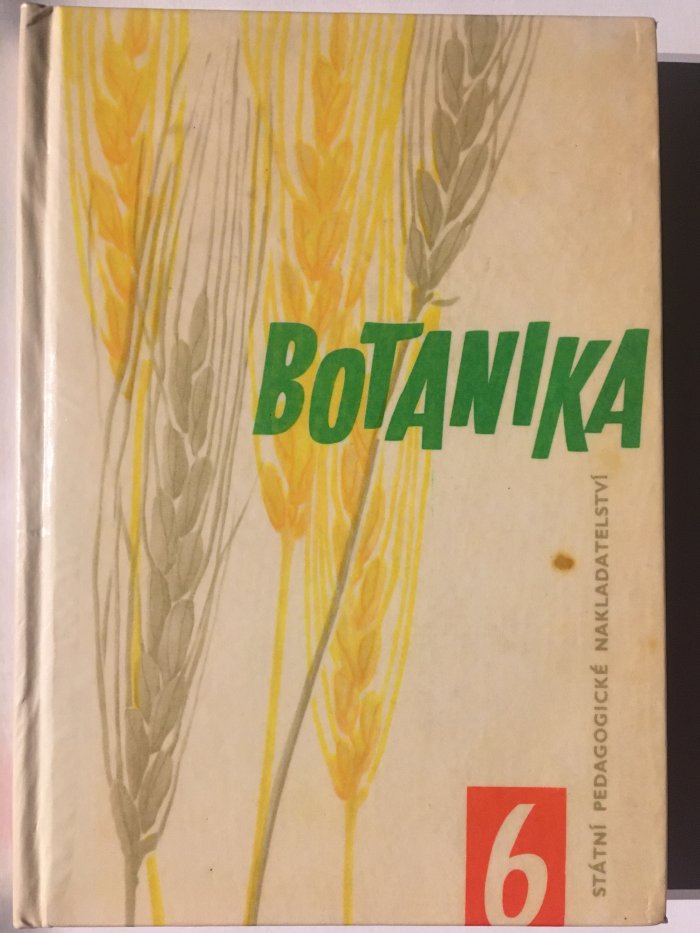 BOTANIKA
STÁTNÍ PEDAGOGICKÉ NAKLADATELSTVÍ
6